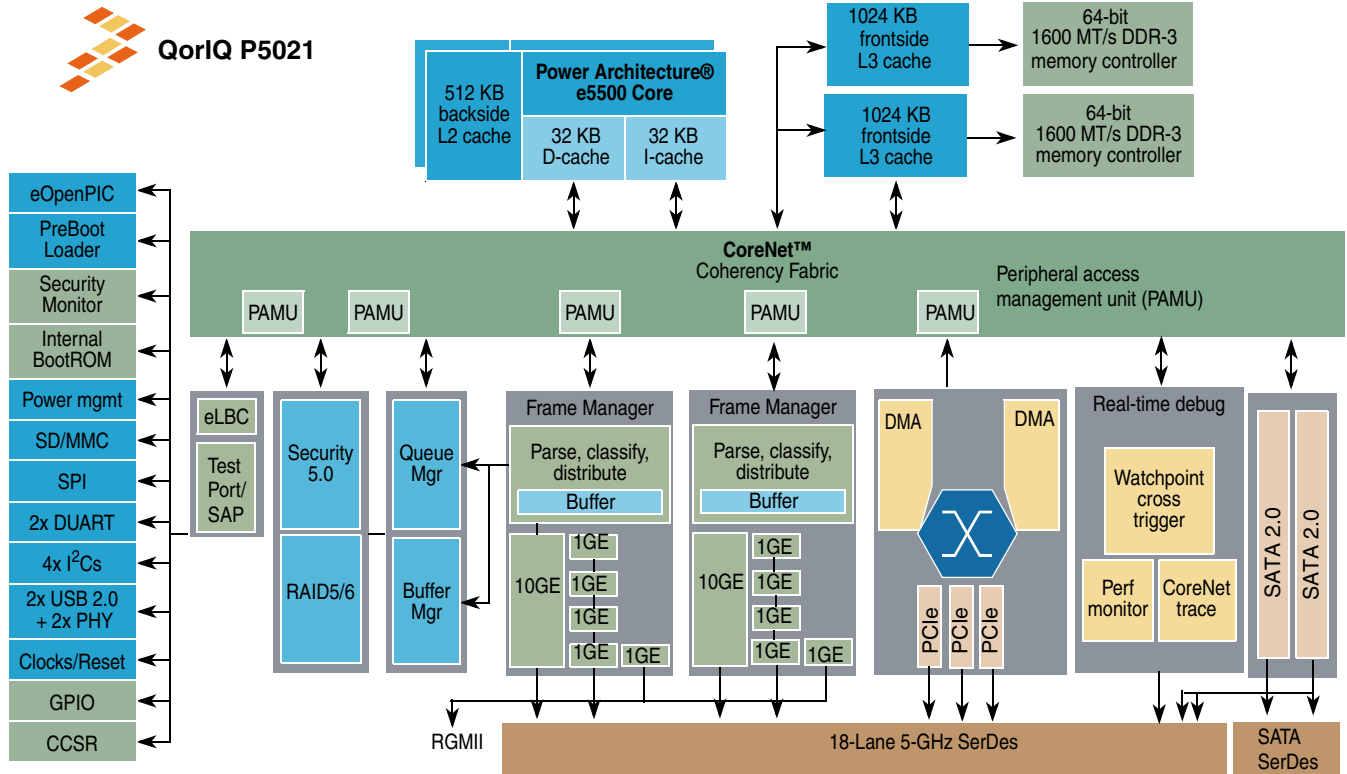 QorIQ P5021
512 KB
backside
L2 cache
Power Architecture®
e5500 Core
32 KB
D-cache
32 KB
I-cache
1024 KB
frontside
L3 cache
64-bit
1600 MT/s DDR-3
memory controller
1024 KB
frontside
L3 cache
64-bit
1600 MT/s DDR-3
memory controller
eOpenPIC
PreBoot
Loader
Security
Monitor
Internal
BootROM
Power mgmt
SD/MMC
SPI
2x DUART
4x I²Cs
2x USB 2.0
+ 2x PHY
Clocks/Reset
GPIO
CCSR
CoreNet™
Coherency Fabric
Peripheral access
management unit (PAMU)
PAMU
PAMU
PAMU
PAMU
PAMU
eLBC
Test
Port/
SAP
Security
5.0
RAID5/6
Queue
Mgr
Buffer
Mgr
Frame Manager
Parse, classify,
distribute
Buffer
10GE
1GE
1GE
1GE
1GE
1GE
Frame Manager
Parse, classify,
distribute
Buffer
10GE
1GE
1GE
1GE
1GE
1GE
DMA
DMA
PCIe
PCIe
PCIe
Real-time debug
Watchpoint
cross
trigger
Perf
monitor
CoreNet
trace
SATA 2.0
SATA 2.0
RGMII
18-Lane 5-GHz SerDes
SATA
SerDes